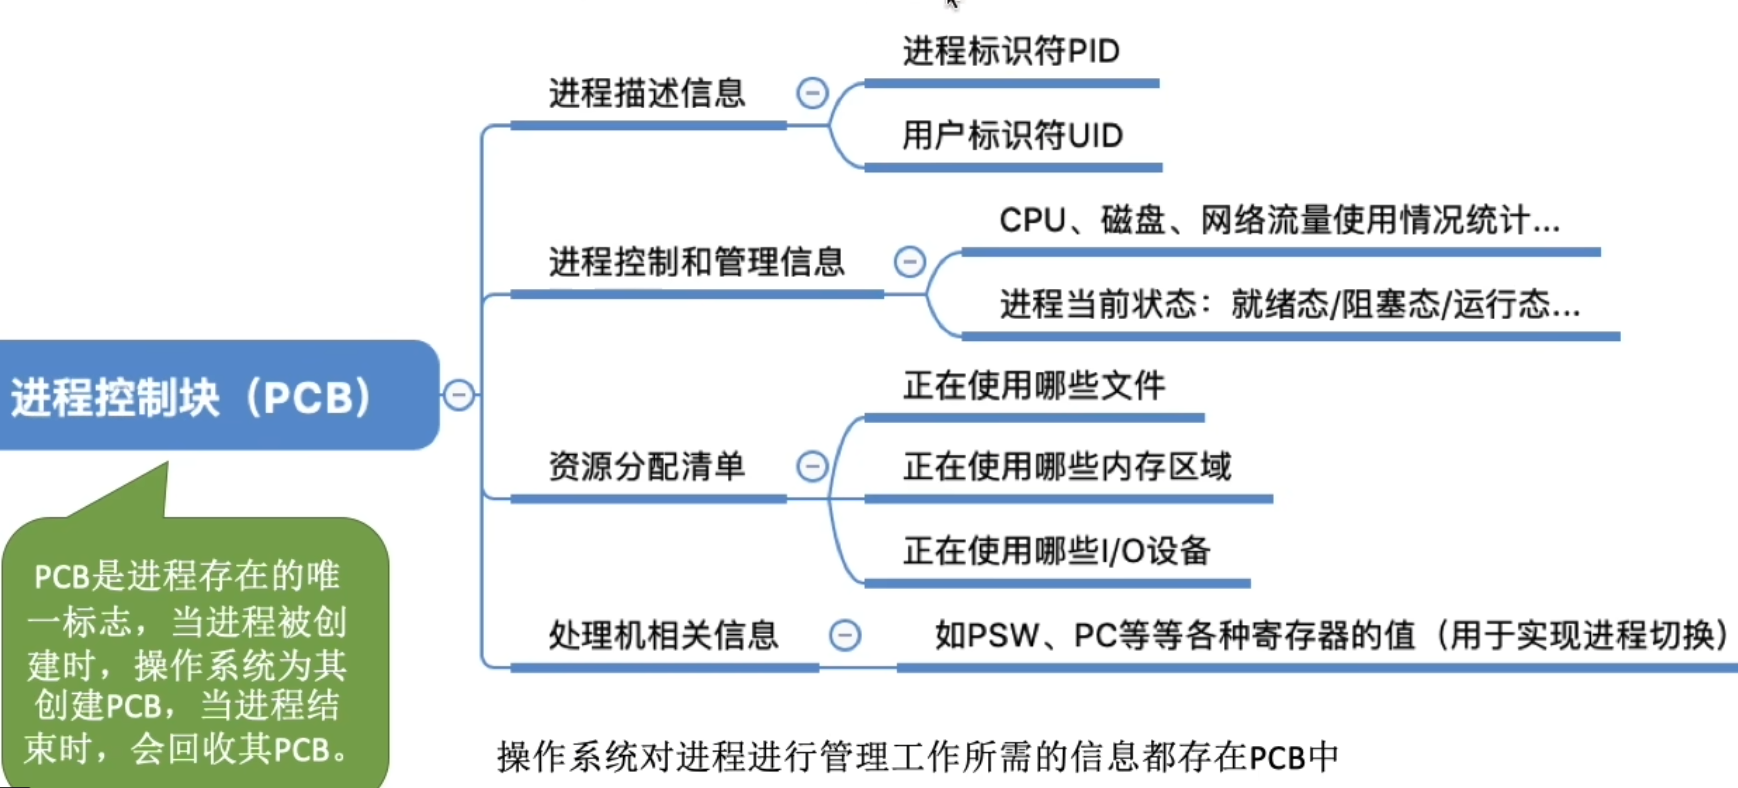 进程描述信息
进程标识符PID
用户标识符UID
进程控制和管理信息
CPU、磁盘、网络流量使用情况统计...
进程当前状态：就绪态/阻塞态/运行态...
进程控制块（PCB）
资源分配清单
正在使用哪些文件
正在使用哪些内存区域
正在使用哪些I/O设备
处理机相关信息
如PSW、PC等等各种寄存器的值（用于实现进程切换）
PCB是进程存在的唯
一标志，当进程被创
建时，操作系统为其
创建PCB，当进程结
束时，会回收其PCB。
操作系统对进程进行管理工作所需的信息都存在PCB中